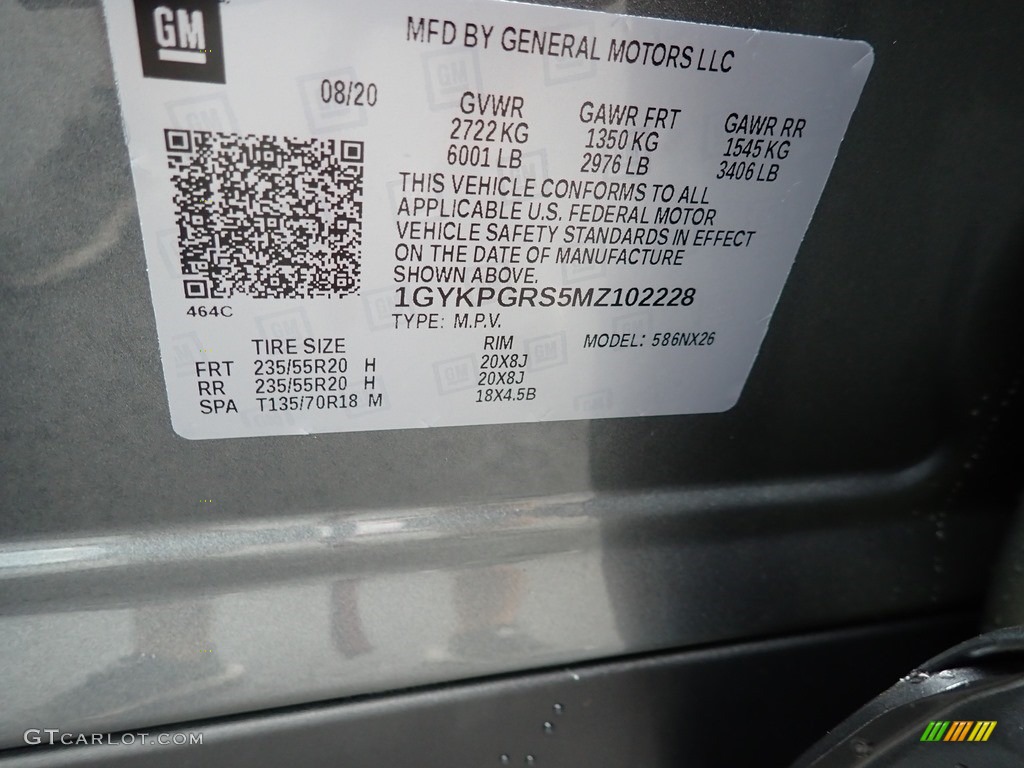 GM
MFD BY GENERAL MOTORS LLC
08/20
GVWR GAWR FRT GAWR RR
2722 KG 1350 KG 1545 KG
6001 LB 2976 LB 3406 LB
THIS VEHICLE CONFORMS TO ALL
APPLICABLE U.S. FEDERAL MOTOR
VEHICLE SAFETY STANDARDS IN EFFECT
ON THE DATE OF MANUFACTURE
SHOWN ABOVE.
1GYKPGRS5MZ102228
464C
TYPE: M.P.V.
TIRE SIZE RIM MODEL: 586NX26
FRT 235/55R20 H 20X8J
RR 235/55R20 H 20X8J
SPA T135/70R18 M 18X4.5B
GTCARLOT.COM